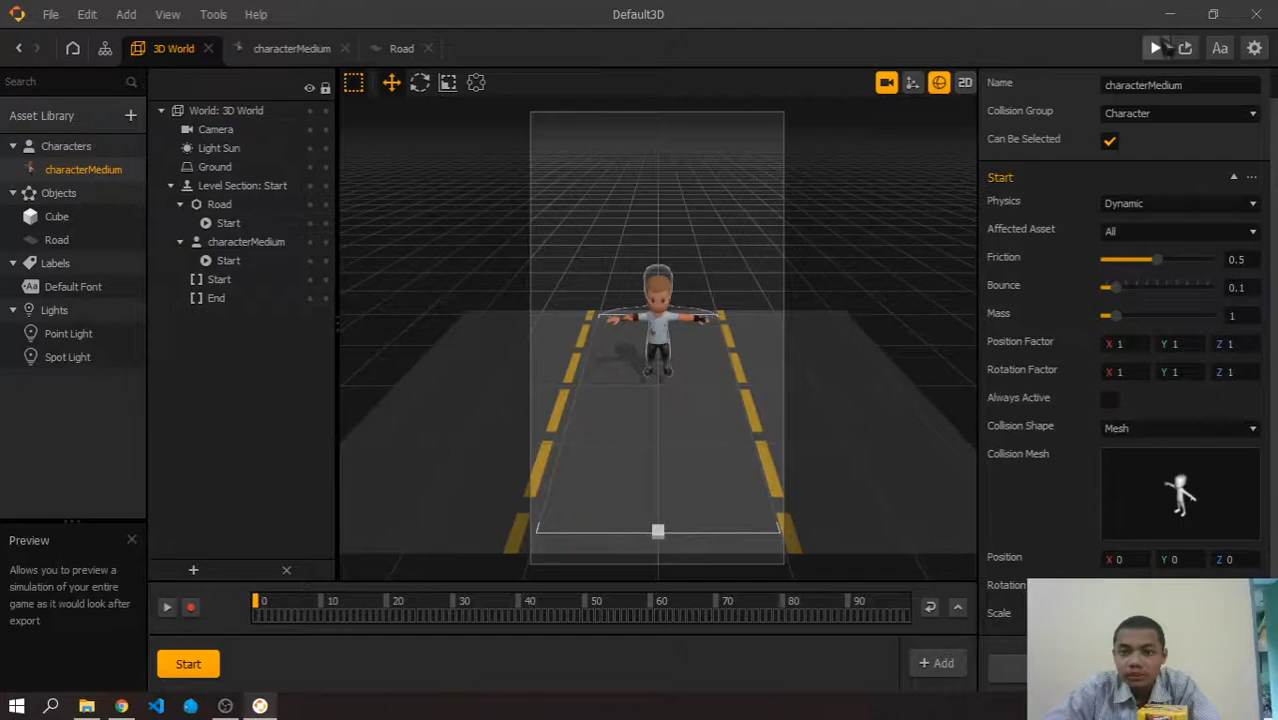 File Edit Add View Tools Help Default3D
3D World characterMedium Road Aa
Search
Asset Library
Characters
characterMedium
Objects
Cube
Road
Labels
Aa Default Font
Lights
Point Light
Spot Light
Preview
Allows you to preview a
simulation of your entire
game as it would look after
export
World: 3D World
Camera
Light Sun
Ground
Level Section: Start
Road
Start
characterMedium
Start
[ ] Start
[ ] End
2D
0 10 20 30 40 50 60 70 80 90
Start
+ Add
Name characterMedium
Collision Group Character
Can Be Selected
Start
Physics Dynamic
Affected Asset All
Friction 0.5
Bounce 0.1
Mass 1
Position Factor X 1 Y 1 Z 1
Rotation Factor X 1 Y 1 Z 1
Always Active
Collision Shape Mesh
Collision Mesh
Position X 0 Y 0 Z 0
Rotation
Scale